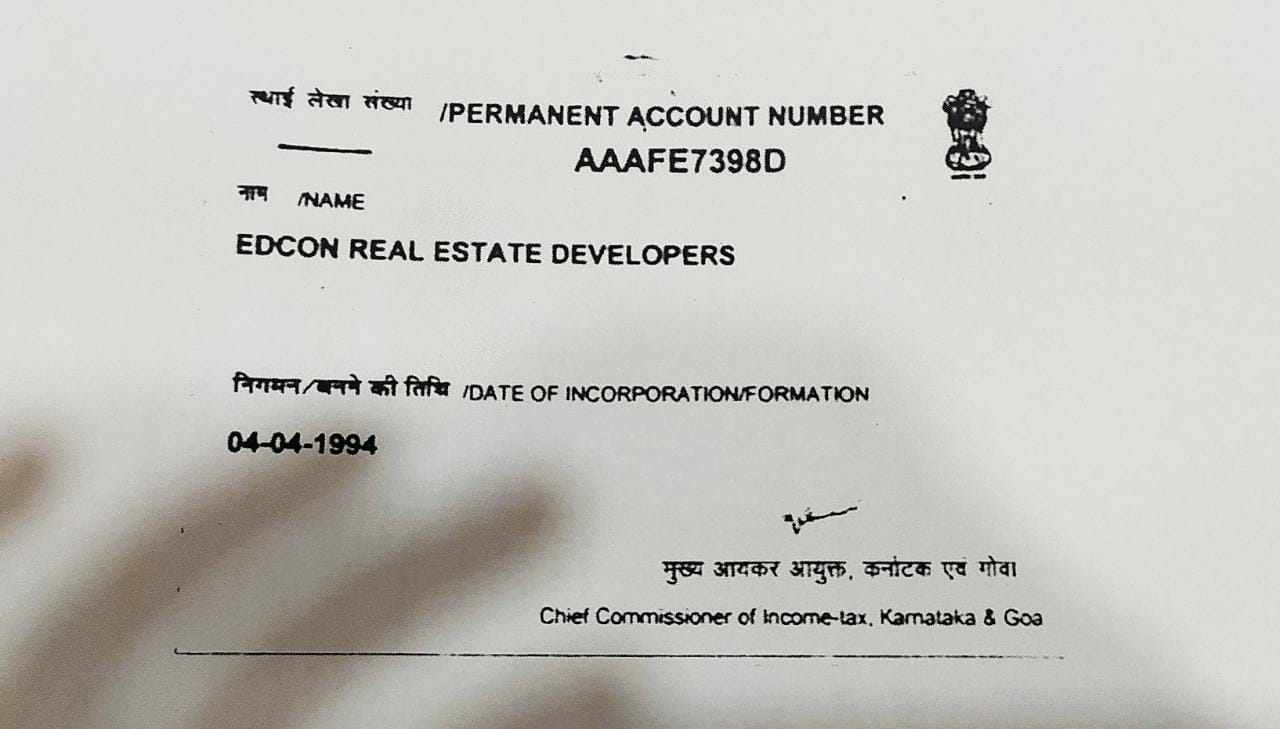 स्थाई लेखा संख्या /PERMANENT ACCOUNT NUMBER
AAAFE7398D
नाम /NAME
EDCON REAL ESTATE DEVELOPERS
निगमन/बनने की तिथि /DATE OF INCORPORATION/FORMATION
04-04-1994
मुख्य आयकर आयुक्त, कर्नाटक एवं गोवा
Chief Commissioner of Income-tax, Karnataka & Goa